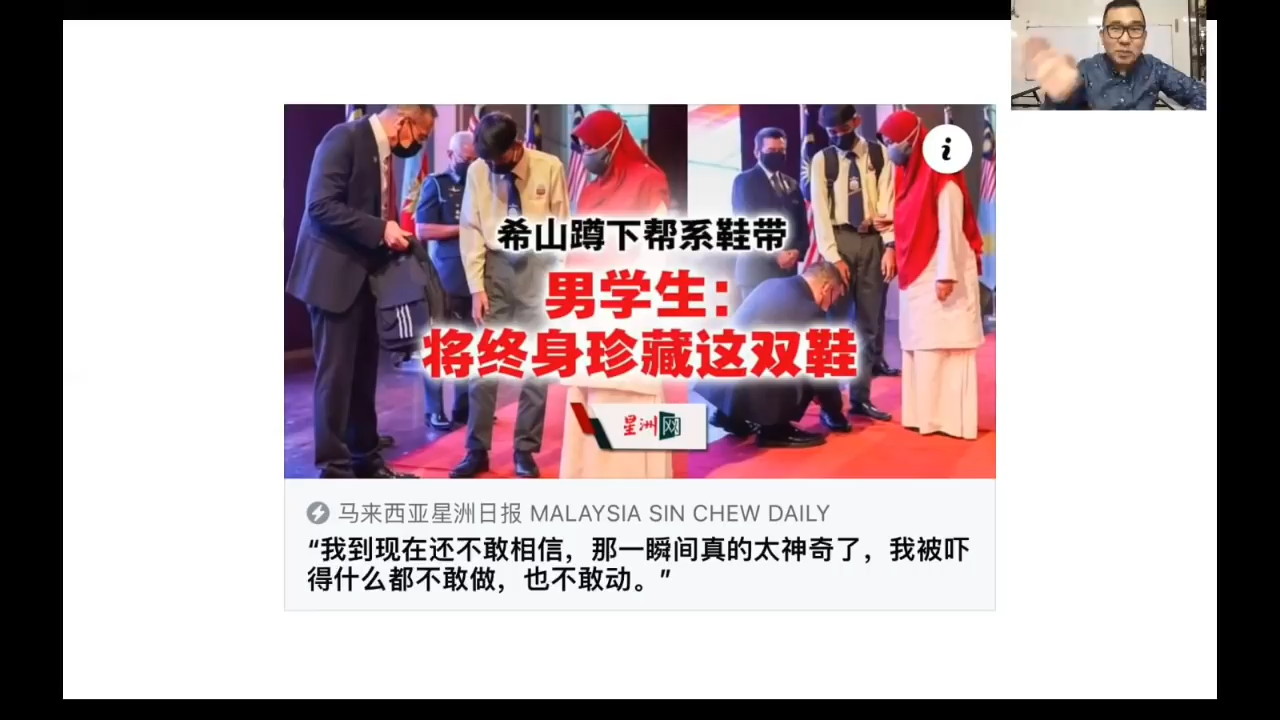 希山蹲下帮系鞋带
男学生：
将终身珍藏这双鞋
星洲网
马来西亚星洲日报 MALAYSIA SIN CHEW DAILY
“我到现在还不敢相信，那一瞬间真的太神奇了，我被吓
得什么都不敢做，也不敢动。”